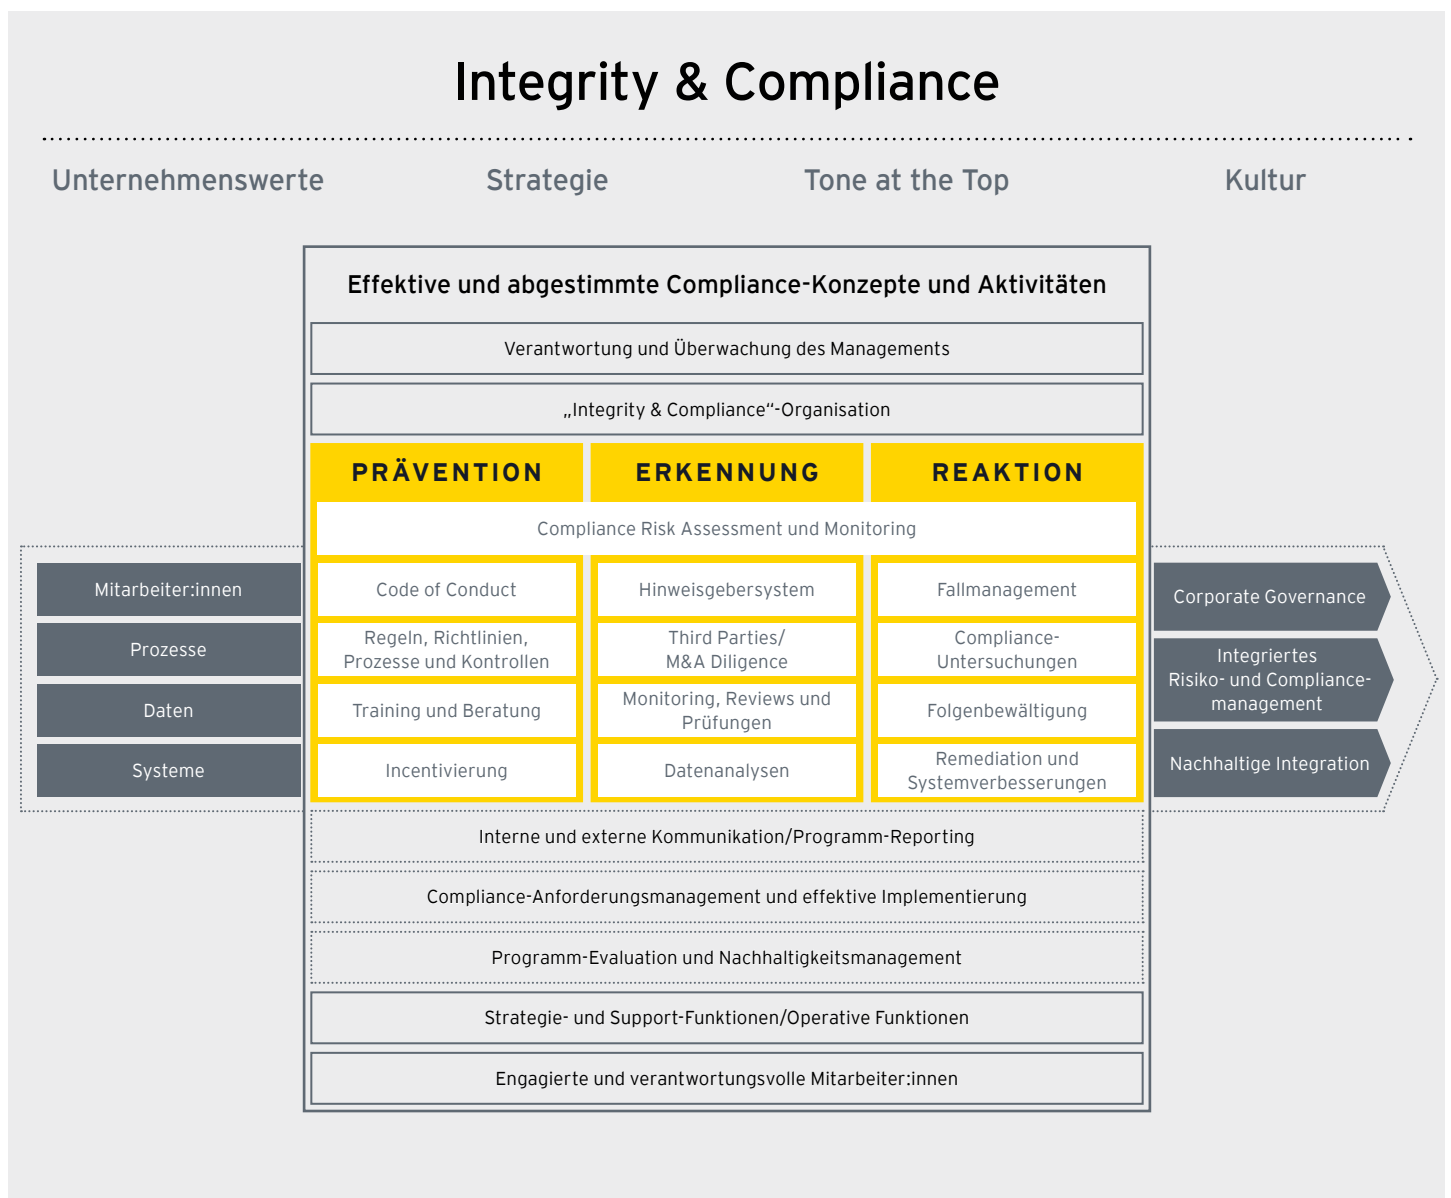 Integrity & Compliance
Unternehmenswerte
Strategie
Tone at the Top
Kultur
Effektive und abgestimmte Compliance-Konzepte und Aktivitäten
Verantwortung und Überwachung des Managements
„Integrity & Compliance“-Organisation
PRÄVENTION
ERKENNUNG
REAKTION
Compliance Risk Assessment und Monitoring
Mitarbeiter:innen
Prozesse
Daten
Systeme
Code of Conduct
Regeln, Richtlinien,
Prozesse und Kontrollen
Training und Beratung
Incentivierung
Hinweisgebersystem
Third Parties/
M&A Diligence
Monitoring, Reviews und
Prüfungen
Datenanalysen
Fallmanagement
Compliance-
Untersuchungen
Folgenbewältigung
Remediation und
Systemverbesserungen
Corporate Governance
Integriertes
Risiko- und Compliance-
management
Nachhaltige Integration
Interne und externe Kommunikation/Programm-Reporting
Compliance-Anforderungsmanagement und effektive Implementierung
Programm-Evaluation und Nachhaltigkeitsmanagement
Strategie- und Support-Funktionen/Operative Funktionen
Engagierte und verantwortungsvolle Mitarbeiter:innen